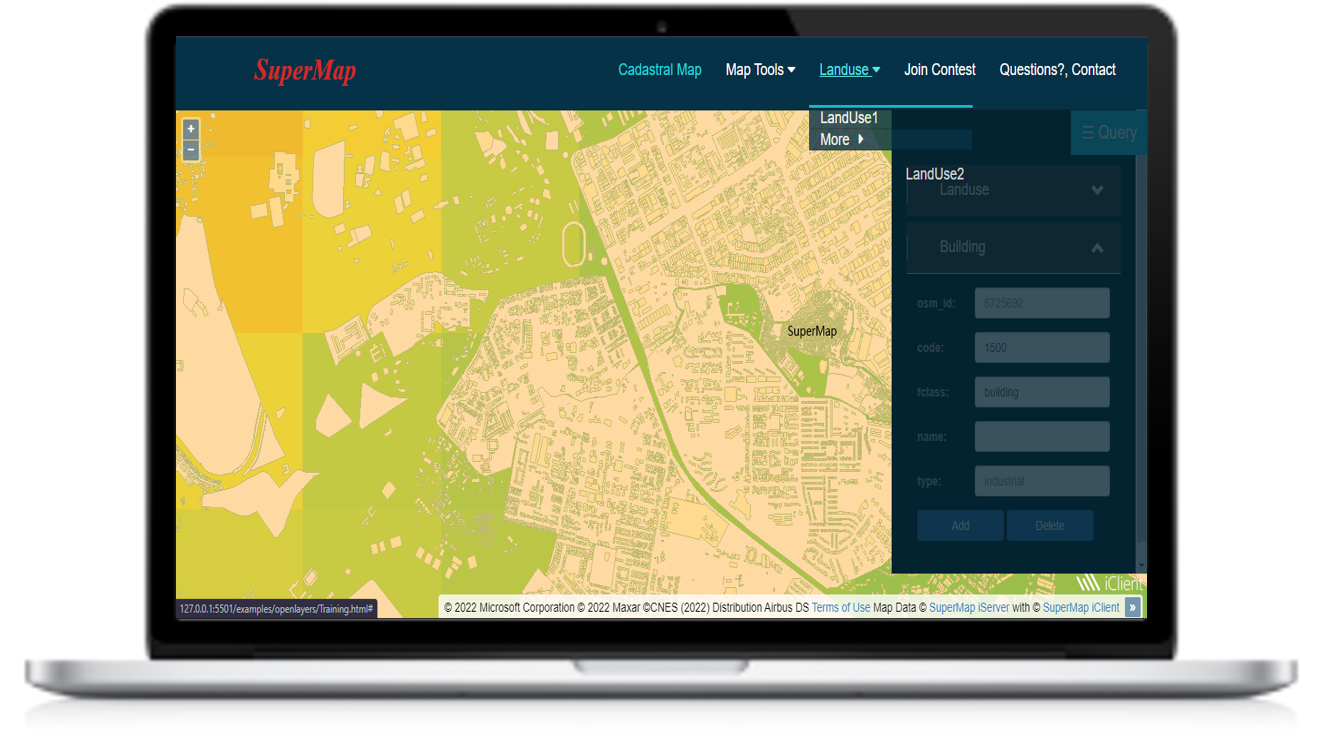 SuperMap
Cadastral Map Map Tools Landuse Join Contest Questions?, Contact
+
−
LandUse1
More
☰ Query
LandUse2
Landuse
Building
osm_id: 6725692
code: 1500
fclass: building
name:
type: industrial
Add Delete
SuperMap
iClient
127.0.0.1:5501/examples/openlayers/Training.html#
© 2022 Microsoft Corporation © 2022 Maxar ©CNES (2022) Distribution Airbus DS Terms of Use Map Data © SuperMap iServer with © SuperMap iClient »